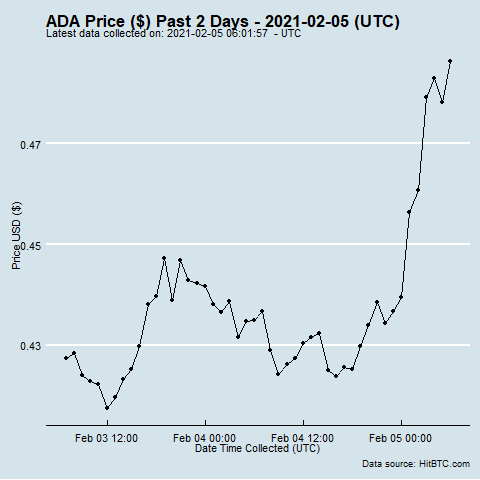 ADA Price ($) Past 2 Days - 2021-02-05 (UTC)
Latest data collected on: 2021-02-05 06:01:57 - UTC
0.47
0.45
0.43
Price USD ($)
Feb 03 12:00
Feb 04 00:00
Feb 04 12:00
Feb 05 00:00
Date Time Collected (UTC)
Data source: HitBTC.com